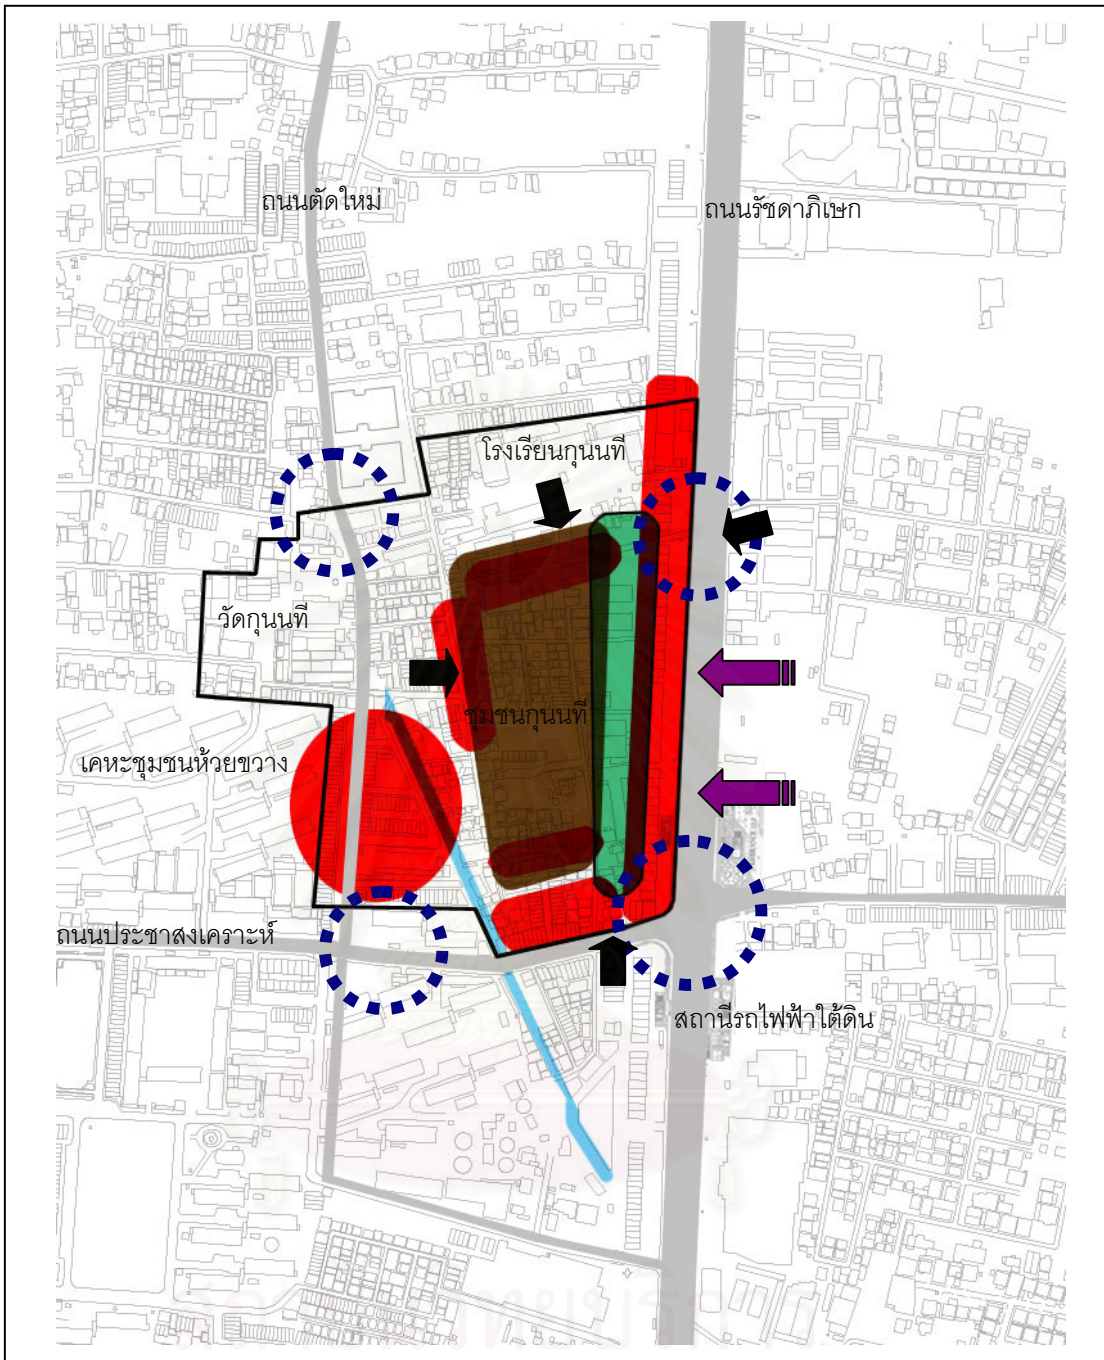 ถนนตัดใหม่
ถนนรัชดาภิเษก
โรงเรียนกุนนที
วัดกุนนที
ชุมชนกุนนที
เคหะชุมชนห้วยขวาง
ถนนประชาสงเคราะห์
สถานีรถไฟฟ้าใต้ดิน